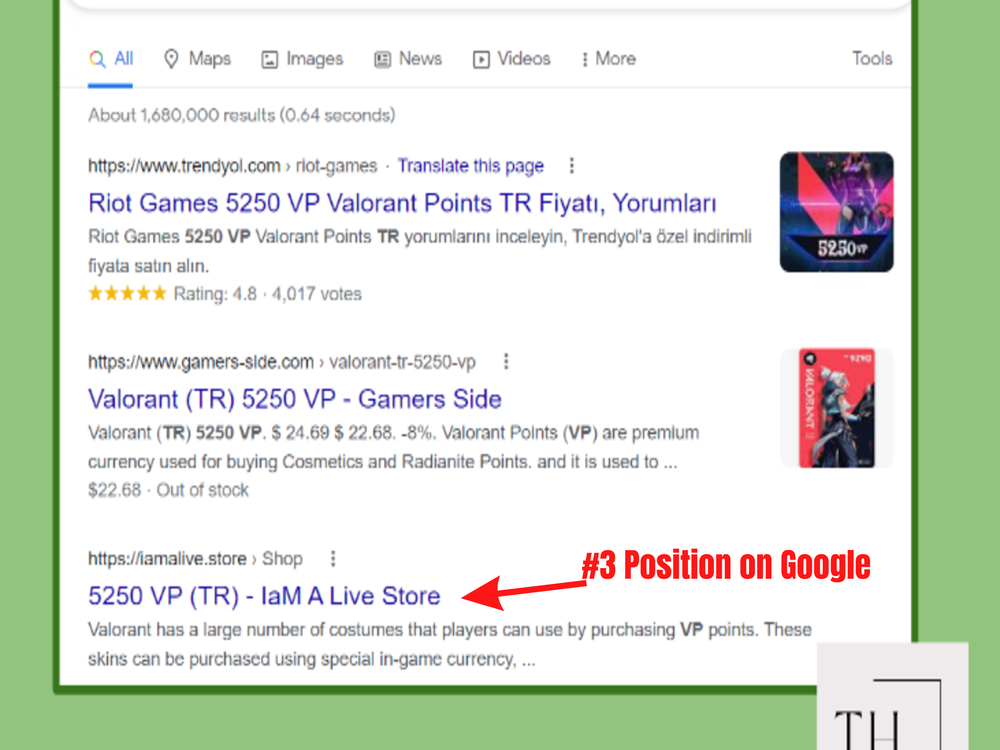 All Maps Images News Videos More Tools
About 1,680,000 results (0.64 seconds)
https://www.trendyol.com › riot-games · Translate this page
Riot Games 5250 VP Valorant Points TR Fiyatı, Yorumları
Riot Games 5250 VP Valorant Points TR yorumlarını inceleyin, Trendyol'a özel indirimli
fiyata satın alın.
Rating: 4.8 · 4,017 votes
5250 VP
https://www.gamers-side.com › valorant-tr-5250-vp
Valorant (TR) 5250 VP - Gamers Side
Valorant (TR) 5250 VP. $ 24.69 $ 22.68. -8%. Valorant Points (VP) are premium
currency used for buying Cosmetics and Radianite Points. and it is used to ...
$22.68 · Out of stock
VALORANT
https://iamalive.store › Shop
#3 Position on Google
5250 VP (TR) - IaM A Live Store
Valorant has a large number of costumes that players can use by purchasing VP points. These
skins can be purchased using special in-game currency, ...
TH